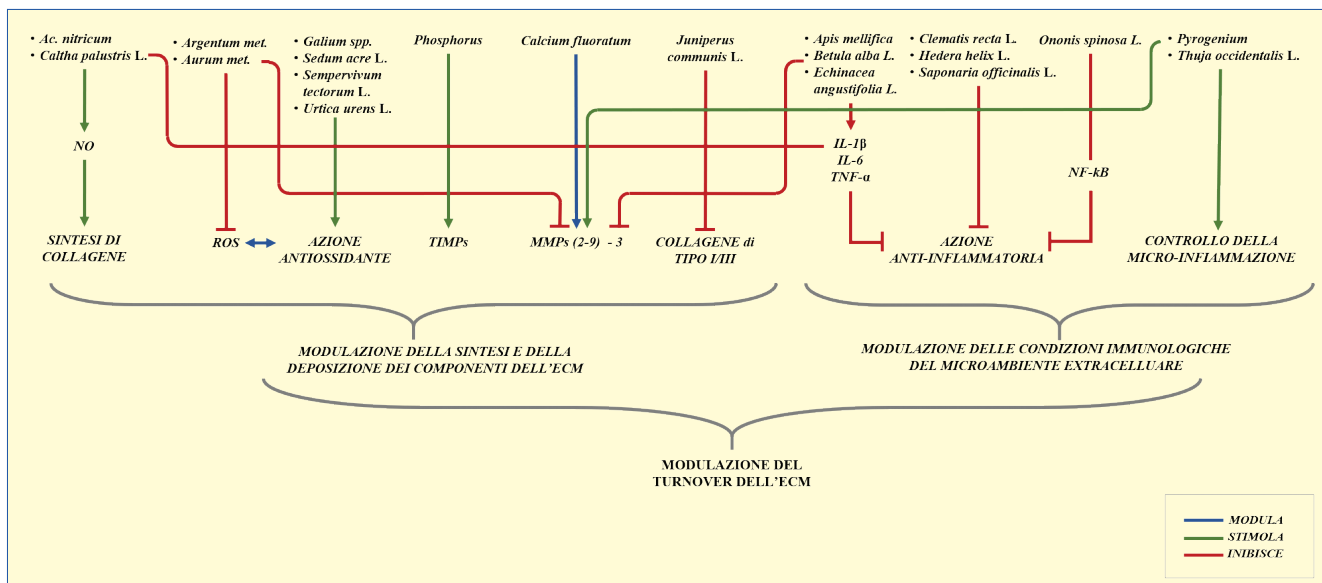 • Ac. nitricum
• Caltha palustris L.
• Argentum met.
• Aurum met.
• Galium spp.
• Sedum acre L.
• Sempervivum
tectorum L.
• Urtica urens L.
Phosphorus
Calcium fluoratum
Juniperus
communis L.
• Apis mellifica
• Betula alba L.
• Echinacea
angustifolia L.
• Clematis recta L.
• Hedera helix L.
• Saponaria officinalis L.
Ononis spinosa L.
• Pyrogenium
• Thuja occidentalis L.
NO
IL-1β
IL-6
TNF-α
NF-kB
SINTESI DI
COLLAGENE
ROS
AZIONE
ANTIOSSIDANTE
TIMPs
MMPs (2-9) - 3
COLLAGENE di
TIPO I/III
AZIONE
ANTI-INFIAMMATORIA
CONTROLLO DELLA
MICRO-INFIAMMAZIONE
MODULAZIONE DELLA SINTESI E DELLA
DEPOSIZIONE DEI COMPONENTI DELL'ECM
MODULAZIONE DELLE CONDIZIONI IMMUNOLOGICHE
DEL MICROAMBIENTE EXTRACELLUARE
MODULAZIONE DEL
TURNOVER DELL'ECM
MODULA
STIMOLA
INIBISCE